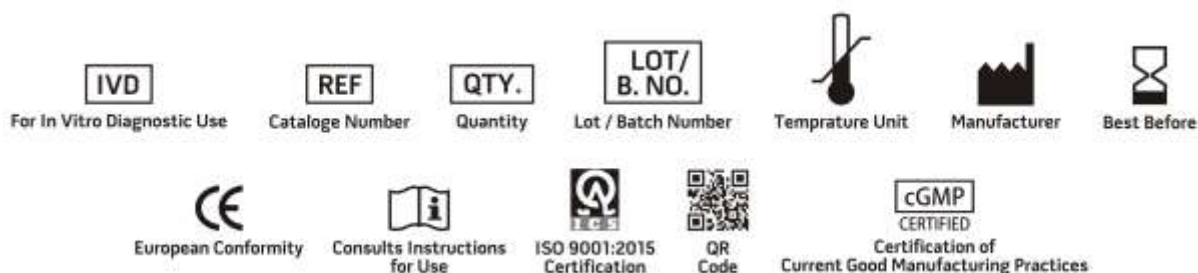 IVD
For In Vitro Diagnostic Use
REF
Cataloge Number
QTY.
Quantity
LOT/
B. NO.
Lot / Batch Number
Temprature Unit
Manufacturer
Best Before
CE
European Conformity
i
Consults Instructions
for Use
ICS
ISO 9001:2015
Certification
QR
Code
cGMP
CERTIFIED
Certification of
Current Good Manufacturing Practices